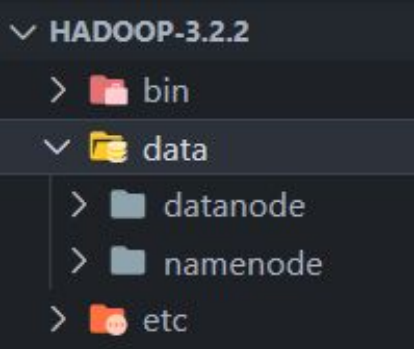 HADOOP-3.2.2
bin
data
datanode
namenode
etc